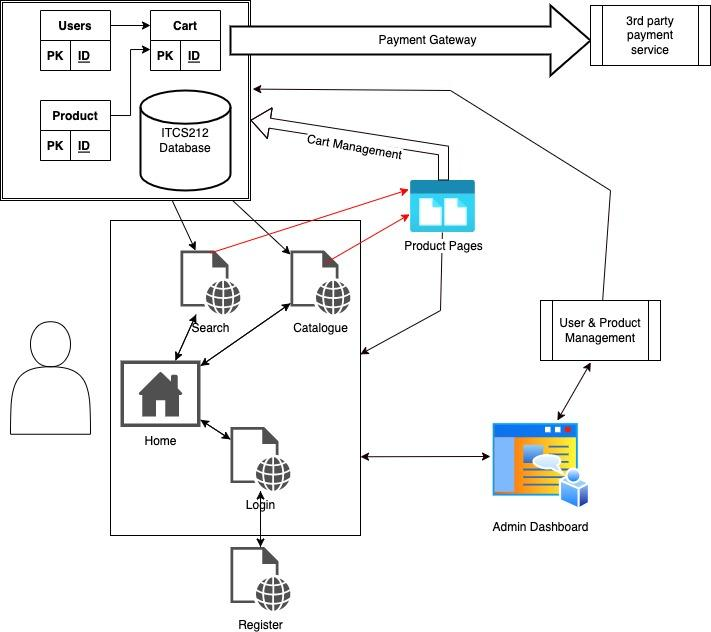 Users
PK ID
Cart
PK ID
Product
PK ID
ITCS212
Database
Payment Gateway
3rd party
payment
service
Cart Management
Product Pages
Search
Catalogue
Home
Login
Register
User & Product
Management
Admin Dashboard